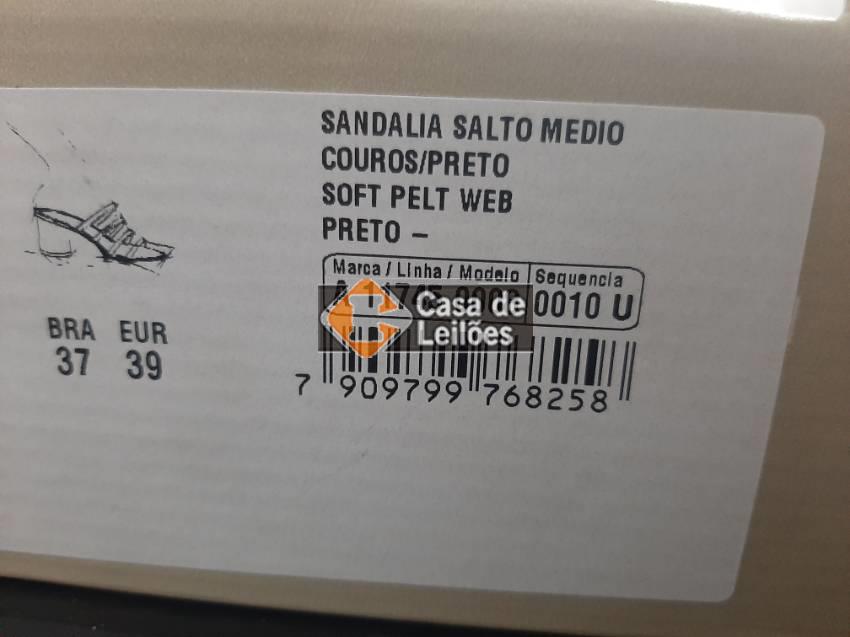 SANDALIA SALTO MEDIO
COUROS/PRETO
SOFT PELT WEB
PRETO –
Marca / Linha / Modelo Sequencia
0010 U
Casa de
Leilões
BRA EUR
37 39
7 909799 768258